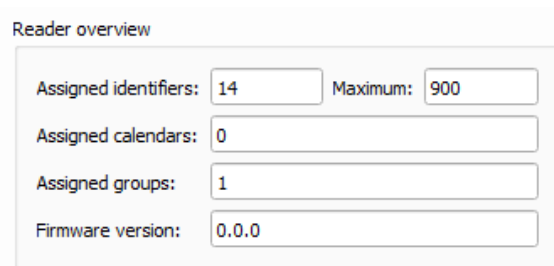 Reader overview
Assigned identifiers: 14 Maximum: 900
Assigned calendars: 0
Assigned groups: 1
Firmware version: 0.0.0